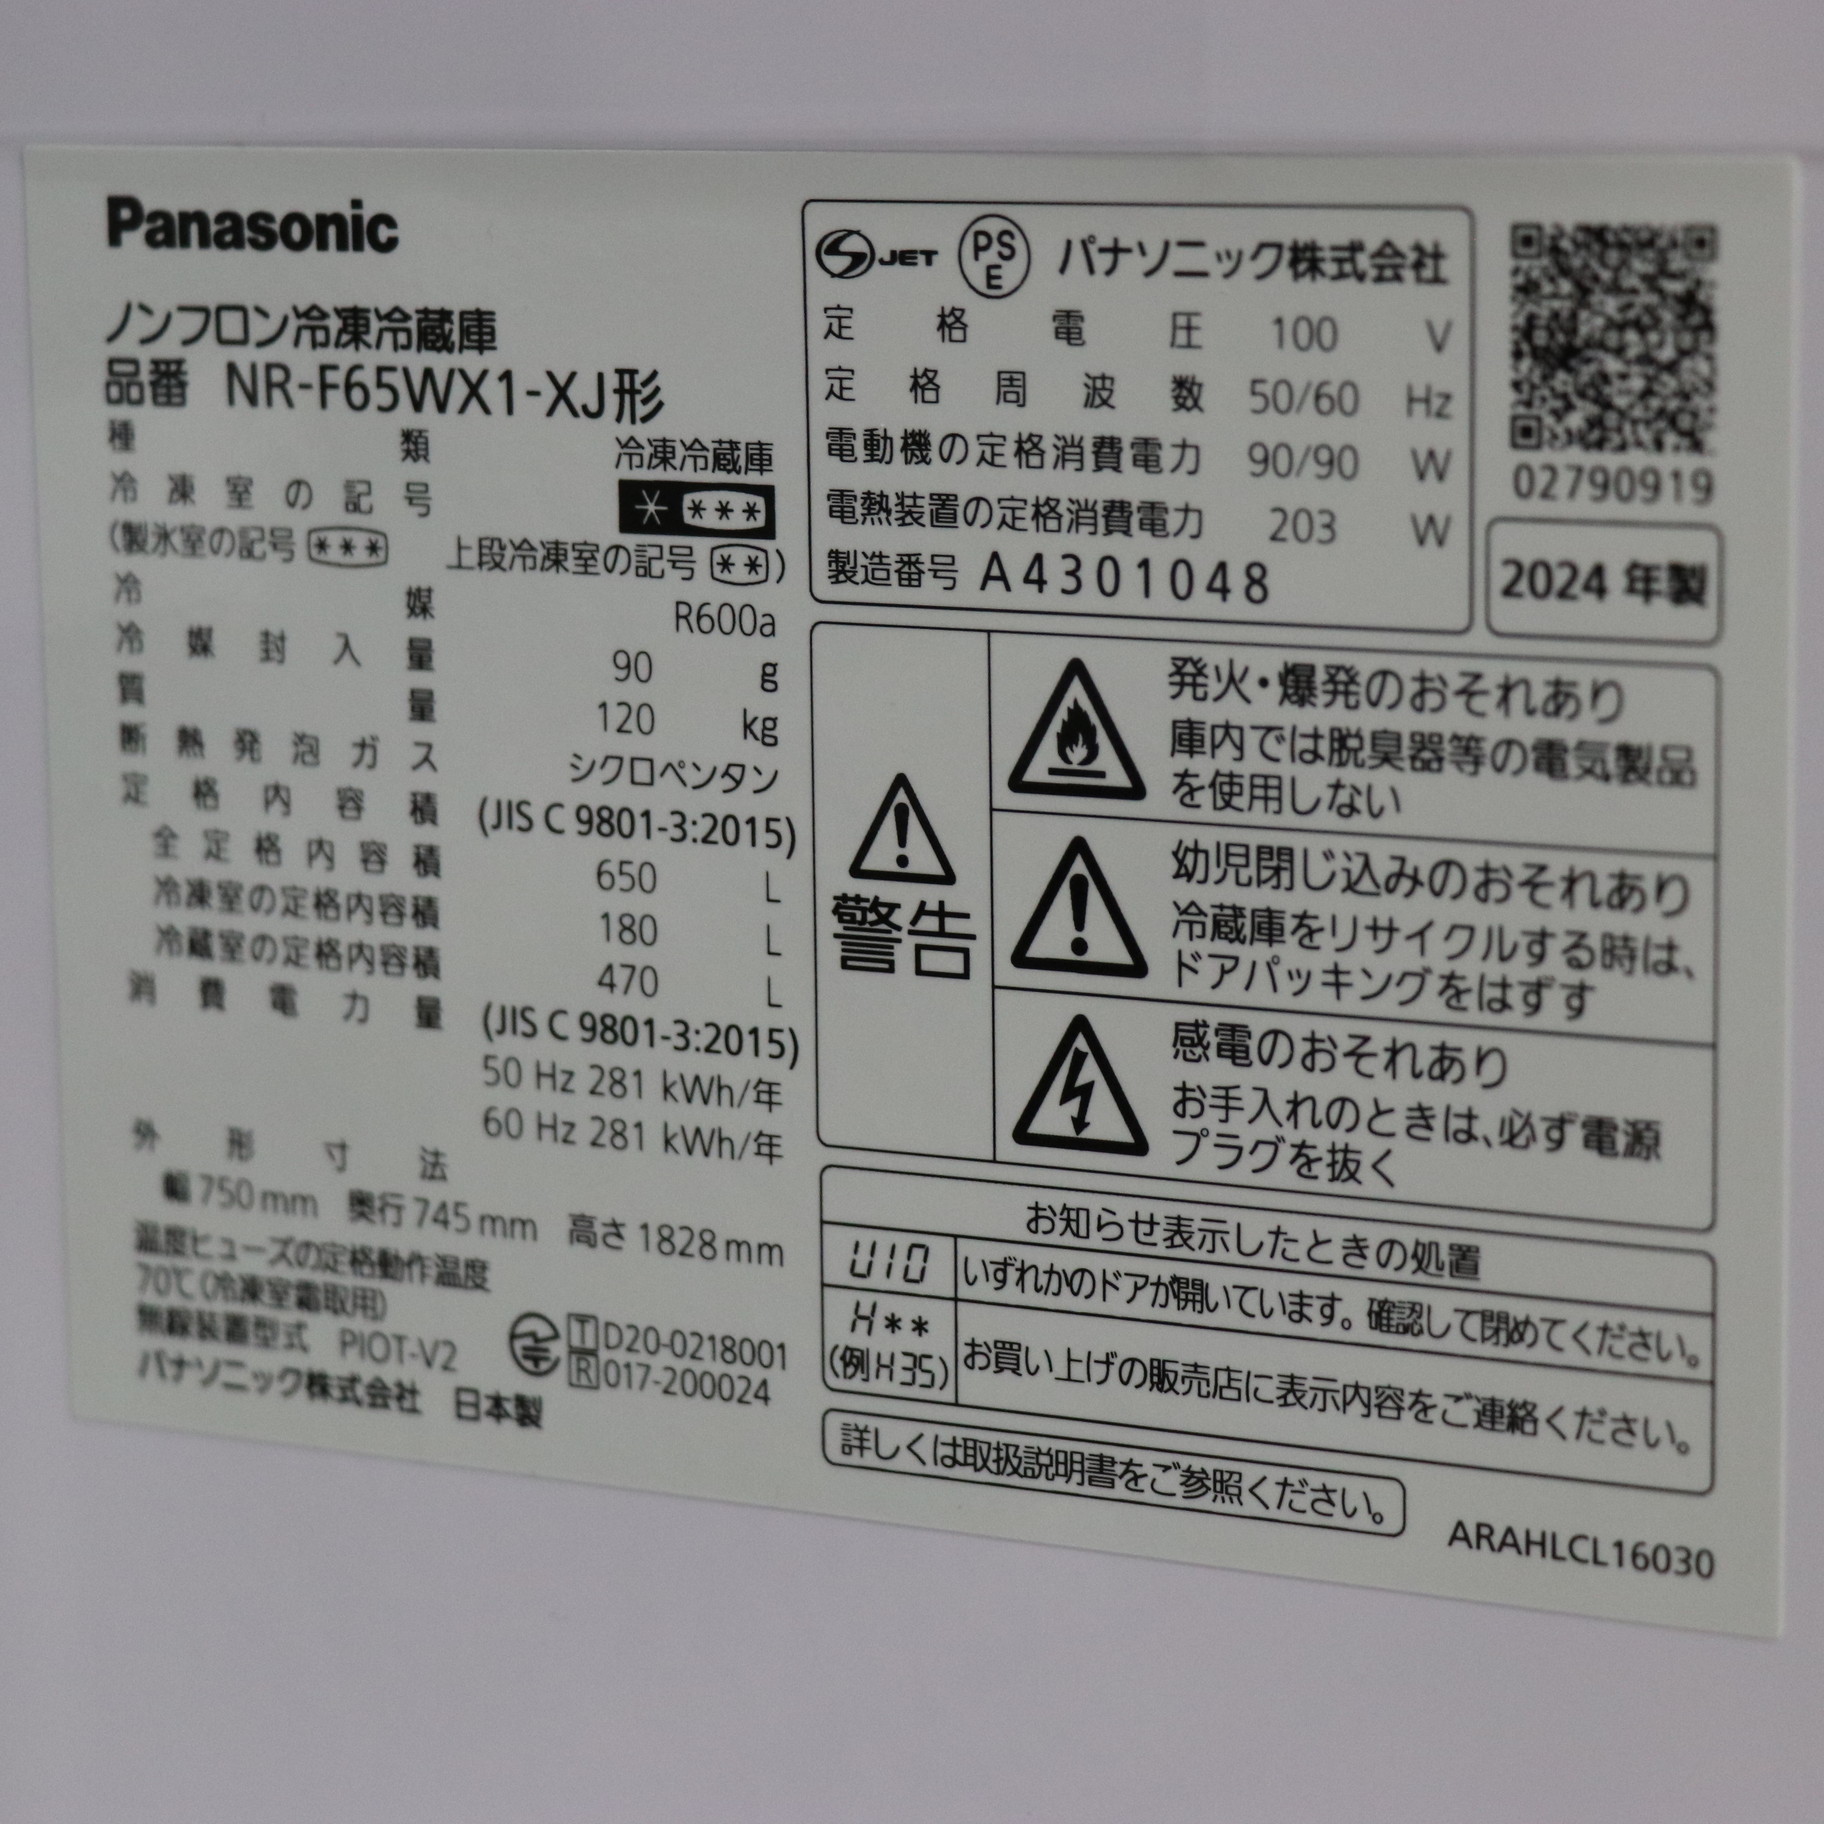 Panasonic
ノンフロン冷凍冷蔵庫
品番 NR-F65WX1-XJ形
種類 冷凍冷蔵庫
冷凍室の記号 * ***
(製氷室の記号 *** 上段冷凍室の記号 **)
冷媒 R600a
冷媒封入量 90 g
質量 120 kg
断熱発泡ガス シクロペンタン
定格内容積 (JIS C 9801-3:2015)
全定格内容積 650 L
冷凍室の定格内容積 180 L
冷蔵室の定格内容積 470 L
消費電力量 (JIS C 9801-3:2015)
50 Hz 281 kWh/年
60 Hz 281 kWh/年
外形寸法
幅750mm 奥行745mm 高さ1828mm
温度ヒューズの定格動作温度
70℃(冷凍室霜取用)
無線装置型式 PIOT-V2
T D20-0218001
R 017-200024
パナソニック株式会社 日本製
S JET PS E パナソニック株式会社
定格電圧 100 V
定格周波数 50/60 Hz
電動機の定格消費電力 90/90 W
電熱装置の定格消費電力 203 W
製造番号 A4301048
02790919
2024年製
警告
発火・爆発のおそれあり
庫内では脱臭器等の電気製品
を使用しない
幼児閉じ込みのおそれあり
冷蔵庫をリサイクルする時は、
ドアパッキングをはずす
感電のおそれあり
お手入れのときは、必ず電源
プラグを抜く
お知らせ表示したときの処置
U10 いずれかのドアが開いています。確認して閉めてください。
H**
(例H35) お買い上げの販売店に表示内容をご連絡ください。
詳しくは取扱説明書をご参照ください。
ARAHLCL16030